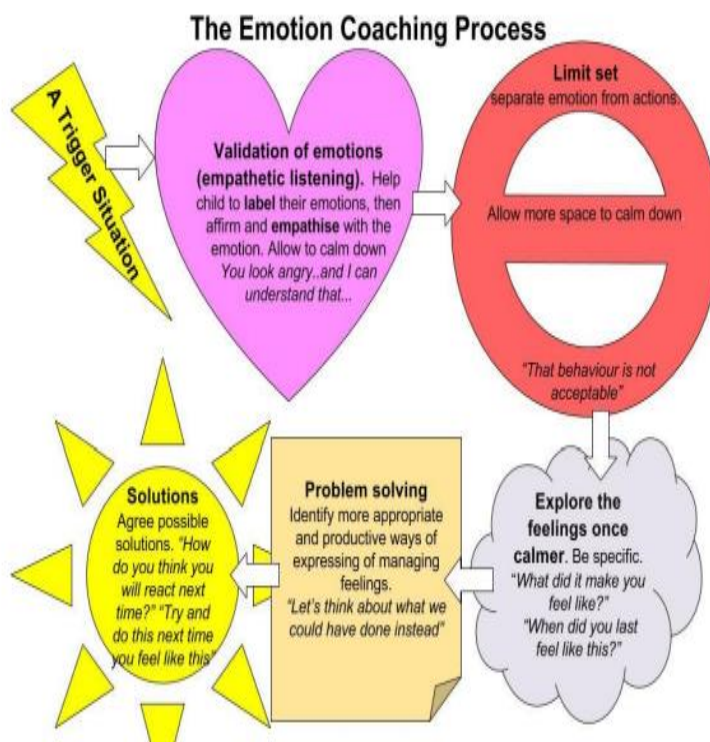 The Emotion Coaching Process
A Trigger Situation
Validation of emotions
(empathetic listening). Help
child to label their emotions, then
affirm and empathise with the
emotion. Allow to calm down
You look angry..and I can
understand that...
Limit set
separate emotion from actions.
Allow more space to calm down
"That behaviour is not
acceptable"
Explore the
feelings once
calmer. Be specific.
"What did it make you
feel like?"
"When did you last
feel like this?"
Problem solving
Identify more appropriate
and productive ways of
expressing of managing
feelings.
"Let's think about what we
could have done instead"
Solutions
Agree possible
solutions. "How
do you think you
will react next
time?" "Try and
do this next time
you feel like this"